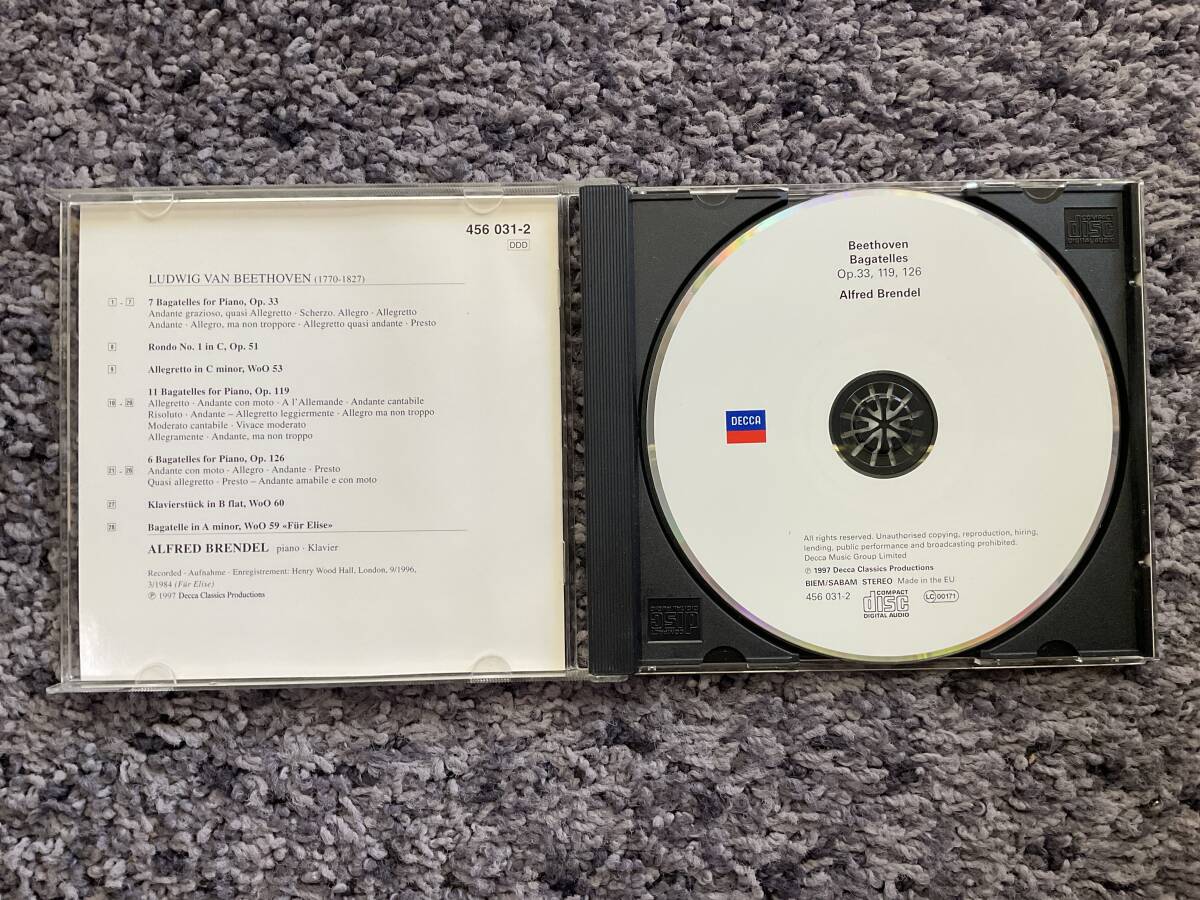 456 031-2
DDD
LUDWIG VAN BEETHOVEN (1770-1827)
1 - 7 7 Bagatelles for Piano, Op. 33
Andante grazioso, quasi Allegretto · Scherzo. Allegro · Allegretto
Andante · Allegro, ma non troppore · Allegretto quasi andante · Presto
8 Rondo No. 1 in C, Op. 51
9 Allegretto in C minor, WoO 53
11 Bagatelles for Piano, Op. 119
10 - 20 Allegretto · Andante con moto · A l'Allemande · Andante cantabile
Risoluto · Andante – Allegretto leggiermente · Allegro ma non troppo
Moderato cantabile · Vivace moderato
Allegramente · Andante, ma non troppo
6 Bagatelles for Piano, Op. 126
21 - 26 Andante con moto · Allegro · Andante · Presto
Quasi allegretto · Presto – Andante amabile e con moto
27 Klavierstück in B flat, WoO 60
28 Bagatelle in A minor, WoO 59 «Für Elise»
ALFRED BRENDEL piano · Klavier
Recorded · Aufnahme · Enregistrement: Henry Wood Hall, London, 9/1996,
3/1984 (Für Elise)
℗ 1997 Decca Classics Productions
Beethoven
Bagatelles
Op.33, 119, 126
Alfred Brendel
DECCA
All rights reserved. Unauthorised copying, reproduction, hiring,
lending, public performance and broadcasting prohibited.
Decca Music Group Limited
℗ 1997 Decca Classics Productions
BIEM/SABAM STEREO Made in the EU
456 031-2 COMPACT disc DIGITAL AUDIO LC 00171
COMPACT
disc
DIGITAL AUDIO
COMPACT
disc
DIGITAL AUDIO